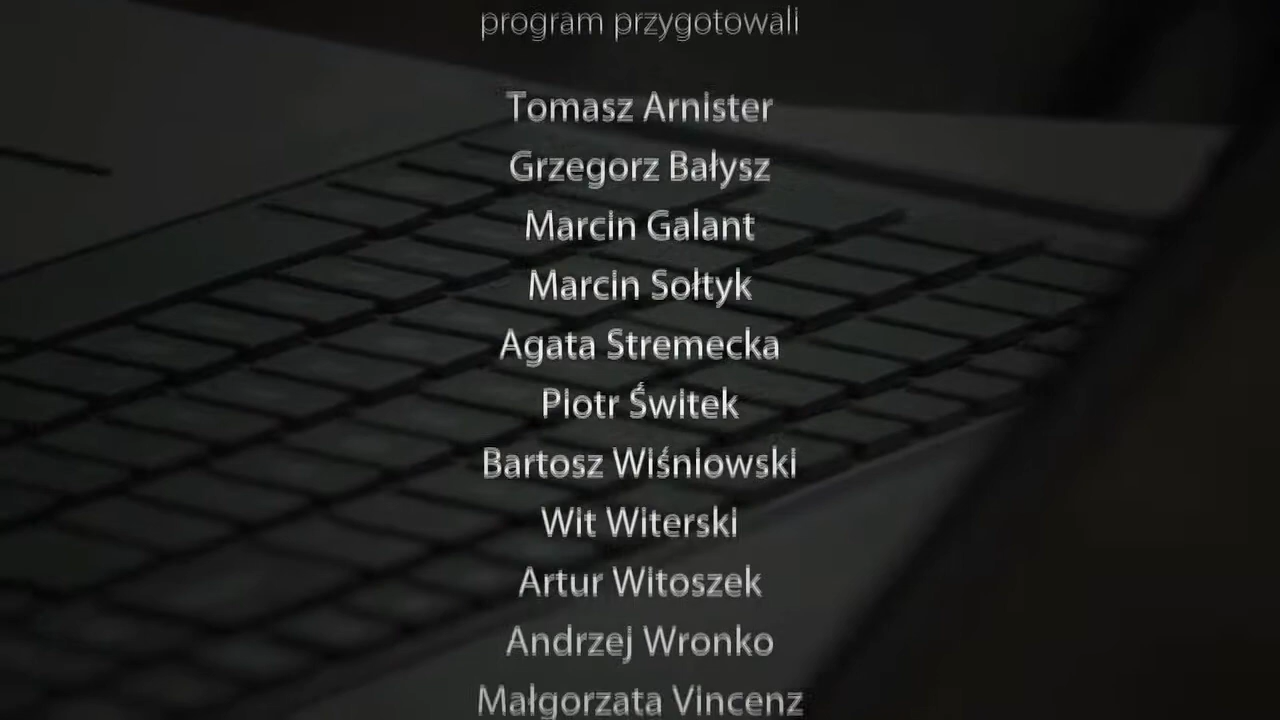 program przygotowali
Tomasz Arnister
Grzegorz Bałysz
Marcin Galant
Marcin Sołtyk
Agata Stremecka
Piotr Świtek
Bartosz Wiśniowski
Wit Witerski
Artur Witoszek
Andrzej Wronko
Małgorzata Vincenz